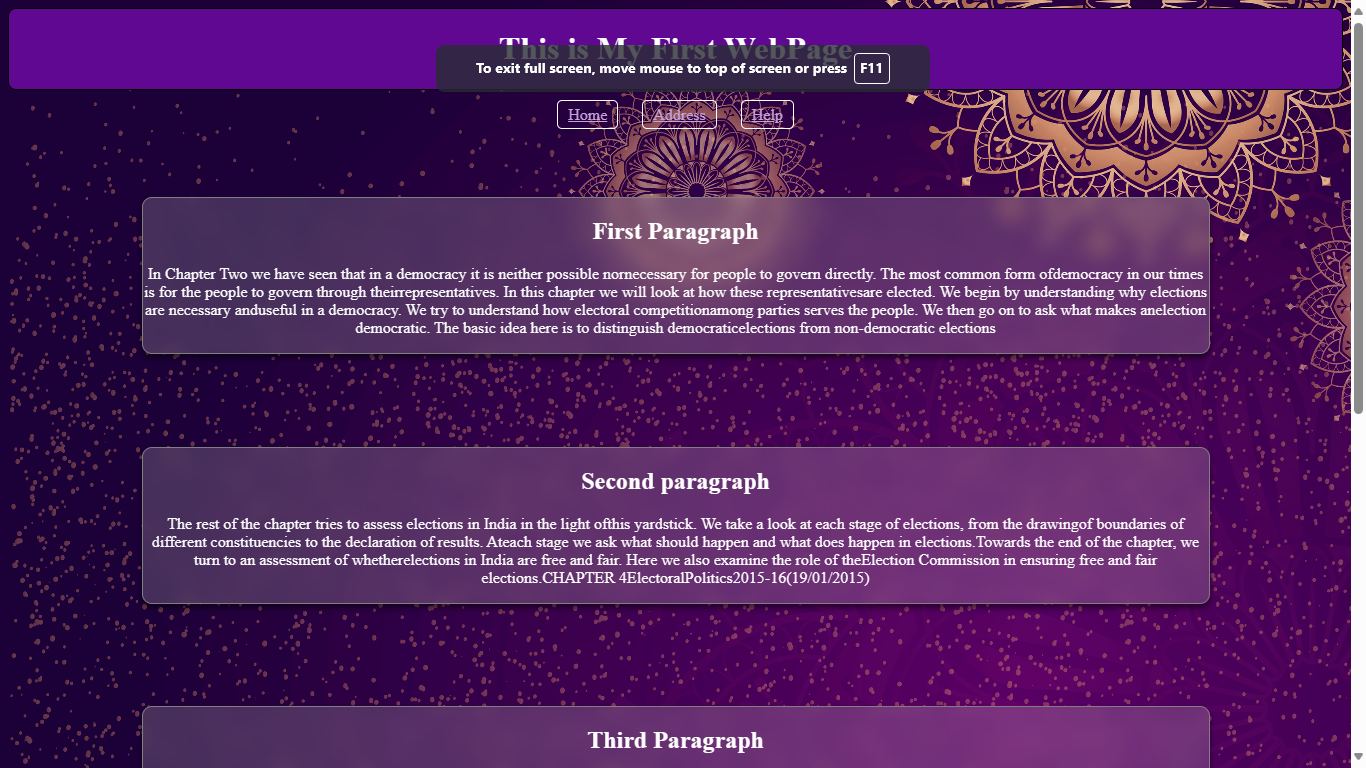 This is My First WebPage
To exit full screen, move mouse to top of screen or press F11
Home Address Help
First Paragraph
In Chapter Two we have seen that in a democracy it is neither possible nornecessary for people to govern directly. The most common form ofdemocracy in our times
is for the people to govern through theirrepresentatives. In this chapter we will look at how these representativesare elected. We begin by understanding why elections
are necessary anduseful in a democracy. We try to understand how electoral competitionamong parties serves the people. We then go on to ask what makes anelection
democratic. The basic idea here is to distinguish democraticelections from non-democratic elections
Second paragraph
The rest of the chapter tries to assess elections in India in the light ofthis yardstick. We take a look at each stage of elections, from the drawingof boundaries of
different constituencies to the declaration of results. Ateach stage we ask what should happen and what does happen in elections.Towards the end of the chapter, we
turn to an assessment of whetherelections in India are free and fair. Here we also examine the role of theElection Commission in ensuring free and fair
elections.CHAPTER 4ElectoralPolitics2015-16(19/01/2015)
Third Paragraph